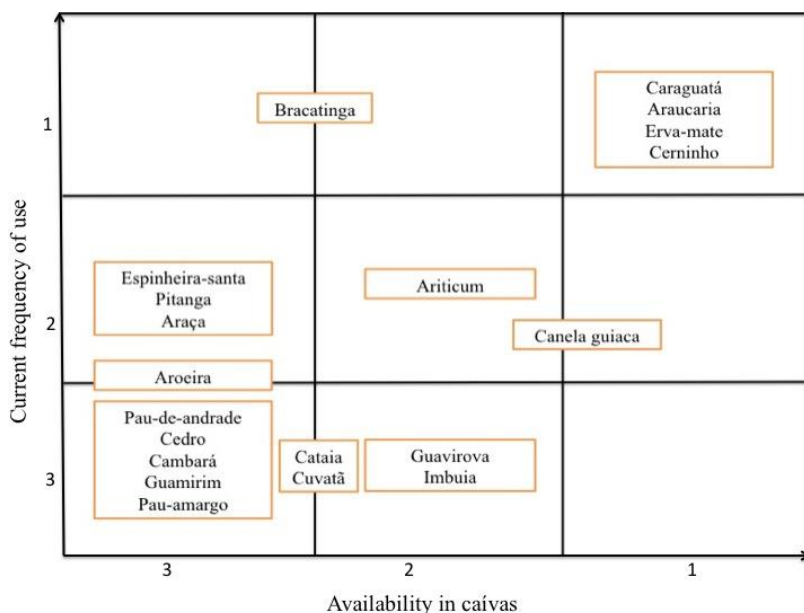 Current frequency of use
1
2
3
Bracatinga
Caraguatá
Araucaria
Erva-mate
Cerninho
Espinheira-santa
Pitanga
Araça
Ariticum
Canela guiaca
Aroeira
Pau-de-andrade
Cedro
Cambará
Guamirim
Pau-amargo
Cataia
Cuvatã
Guavirova
Imbuia
3
2
1
Availability in caívas